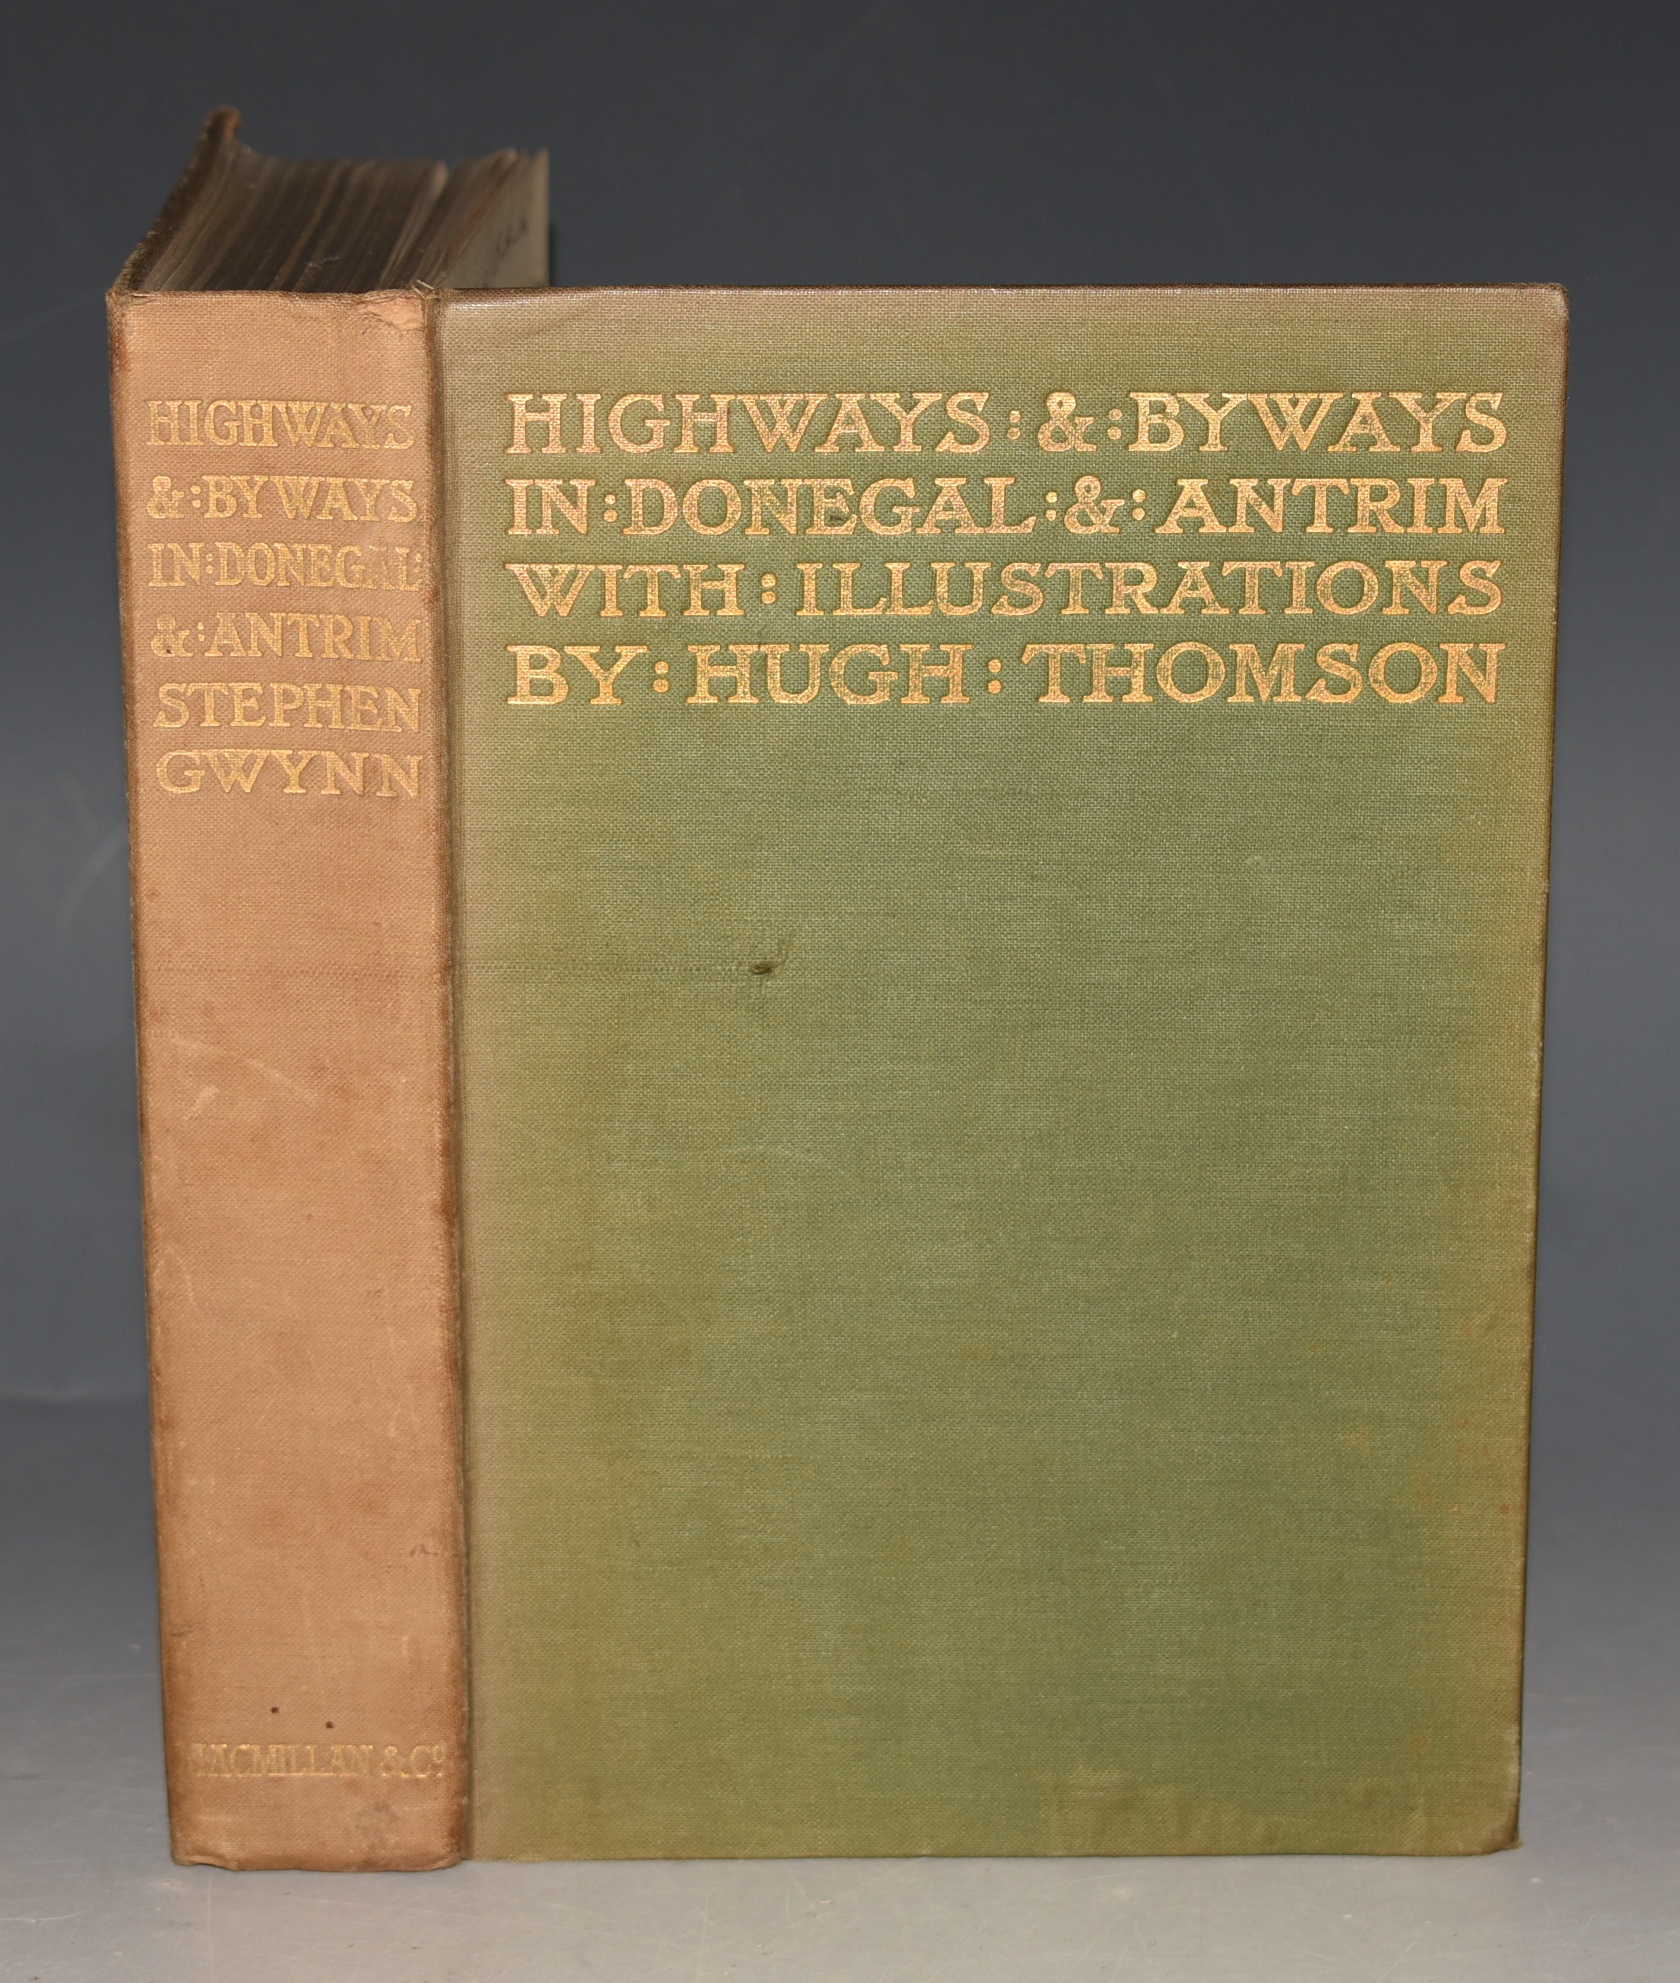 HIGHWAYS
&:BYWAYS
IN:DONEGAL:
&:ANTRIM
STEPHEN
GWYNN
MACMILLAN & Co
HIGHWAYS:&:BYWAYS
IN:DONEGAL:&:ANTRIM
WITH:ILLUSTRATIONS
BY:HUGH:THOMSON